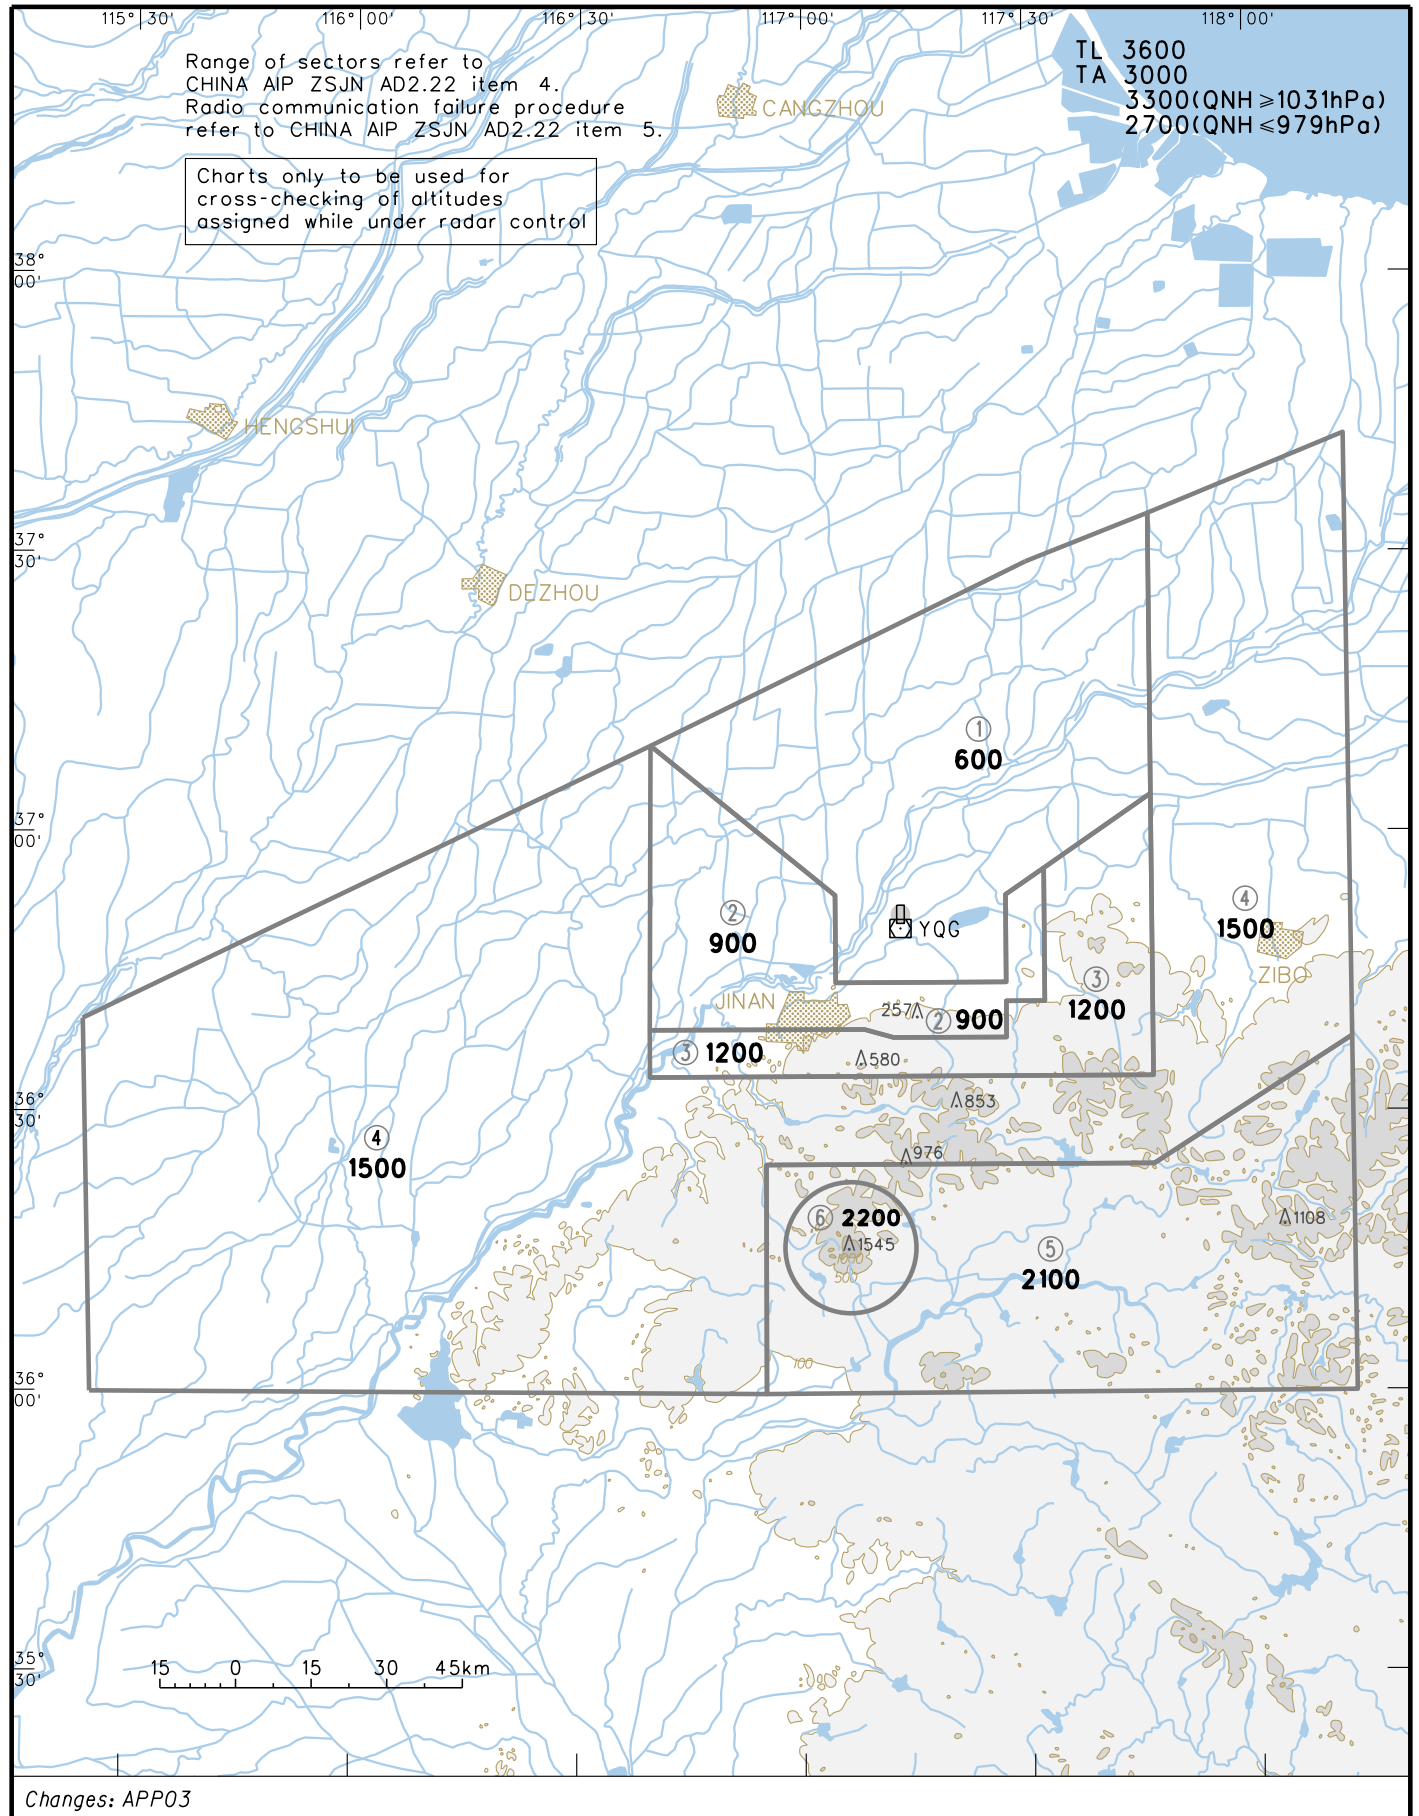 115°30'
116°00'
116°30'
117°00'
117°30'
118°00'
Range of sectors refer to
CHINA AIP ZSJN AD2.22 item 4.
Radio communication failure procedure
refer to CHINA AIP ZSJN AD2.22 item 5.
Charts only to be used for
cross-checking of altitudes
assigned while under radar control
TL 3600
TA 3000
3300(QNH ≥1031hPa)
2700(QNH ≤979hPa)
CANGZHOU
38°
00'
HENGSHUI
37°
30'
DEZHOU
①
600
37°
00'
②
900
YQG
④
1500
ZIBO
③
1200
JINAN
257
② 900
③ 1200
580
853
36°
30'
④
1500
976
⑥ 2200
1545
1000
500
1108
⑤
2100
100
36°
00'
35°
30'
15 0 15 30 45km
Changes: APP03